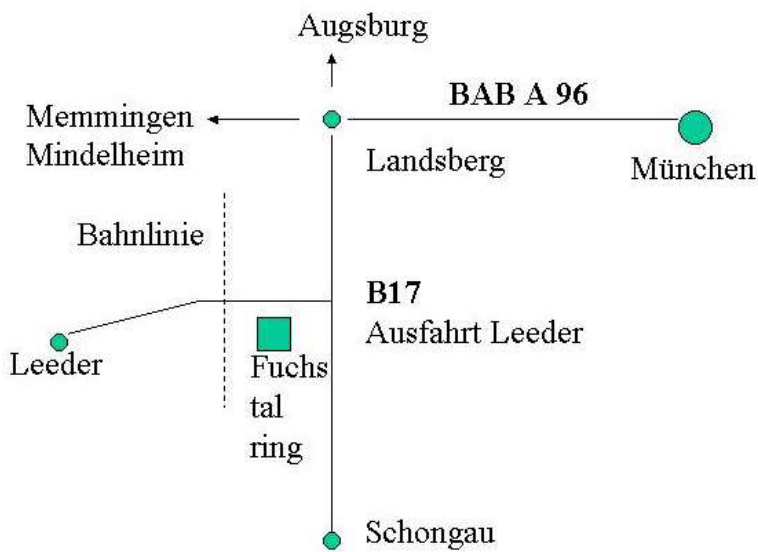 Augsburg
BAB A 96
Memmingen
Mindelheim
Landsberg
München
Bahnlinie
B17
Ausfahrt Leeder
Leeder
Fuchs
tal
ring
Schongau